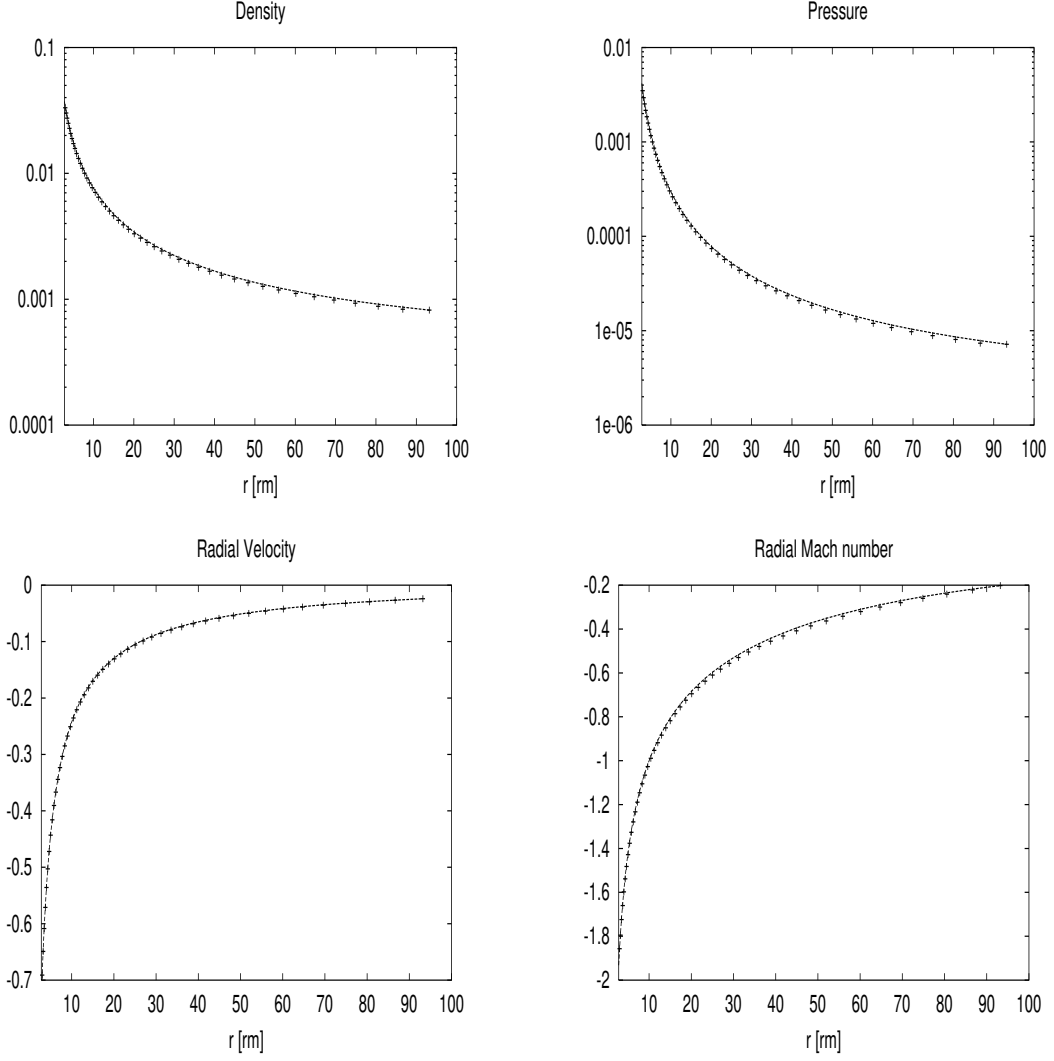 Density
0.1
0.01
0.001
0.0001
10 20 30 40 50 60 70 80 90 100
r [rm]
Pressure
0.01
0.001
0.0001
1e-05
1e-06
10 20 30 40 50 60 70 80 90 100
r [rm]
Radial Velocity
0
-0.1
-0.2
-0.3
-0.4
-0.5
-0.6
-0.7
10 20 30 40 50 60 70 80 90 100
r [rm]
Radial Mach number
-0.2
-0.4
-0.6
-0.8
-1
-1.2
-1.4
-1.6
-1.8
-2
10 20 30 40 50 60 70 80 90 100
r [rm]